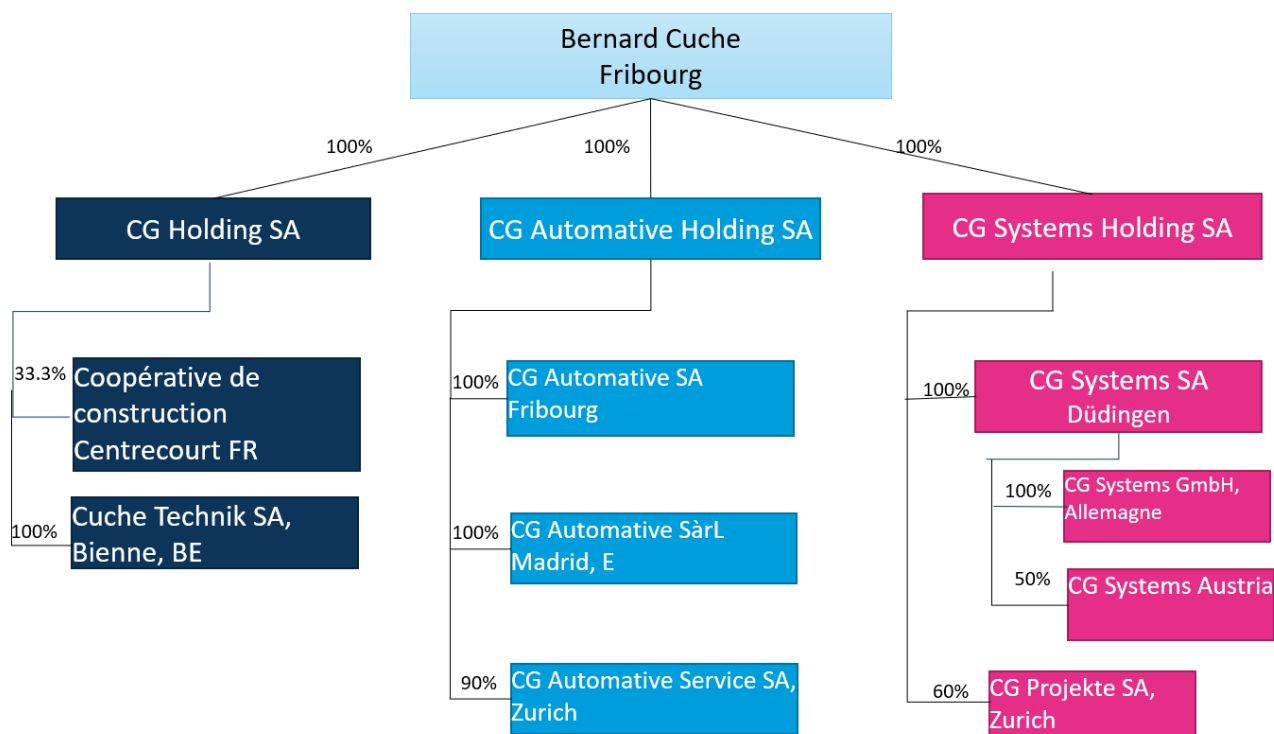 Bernard Cuche
Fribourg
100%
100%
100%
CG Holding SA
CG Automative Holding SA
CG Systems Holding SA
33.3%
Coopérative de
construction
Centrecourt FR
100%
Cuche Technik SA,
Bienne, BE
100%
CG Automative SA
Fribourg
100%
CG Automative SàrL
Madrid, E
90%
CG Automative Service SA,
Zurich
100%
CG Systems SA
Düdingen
100%
CG Systems GmbH,
Allemagne
50%
CG Systems Austria
60%
CG Projekte SA,
Zurich